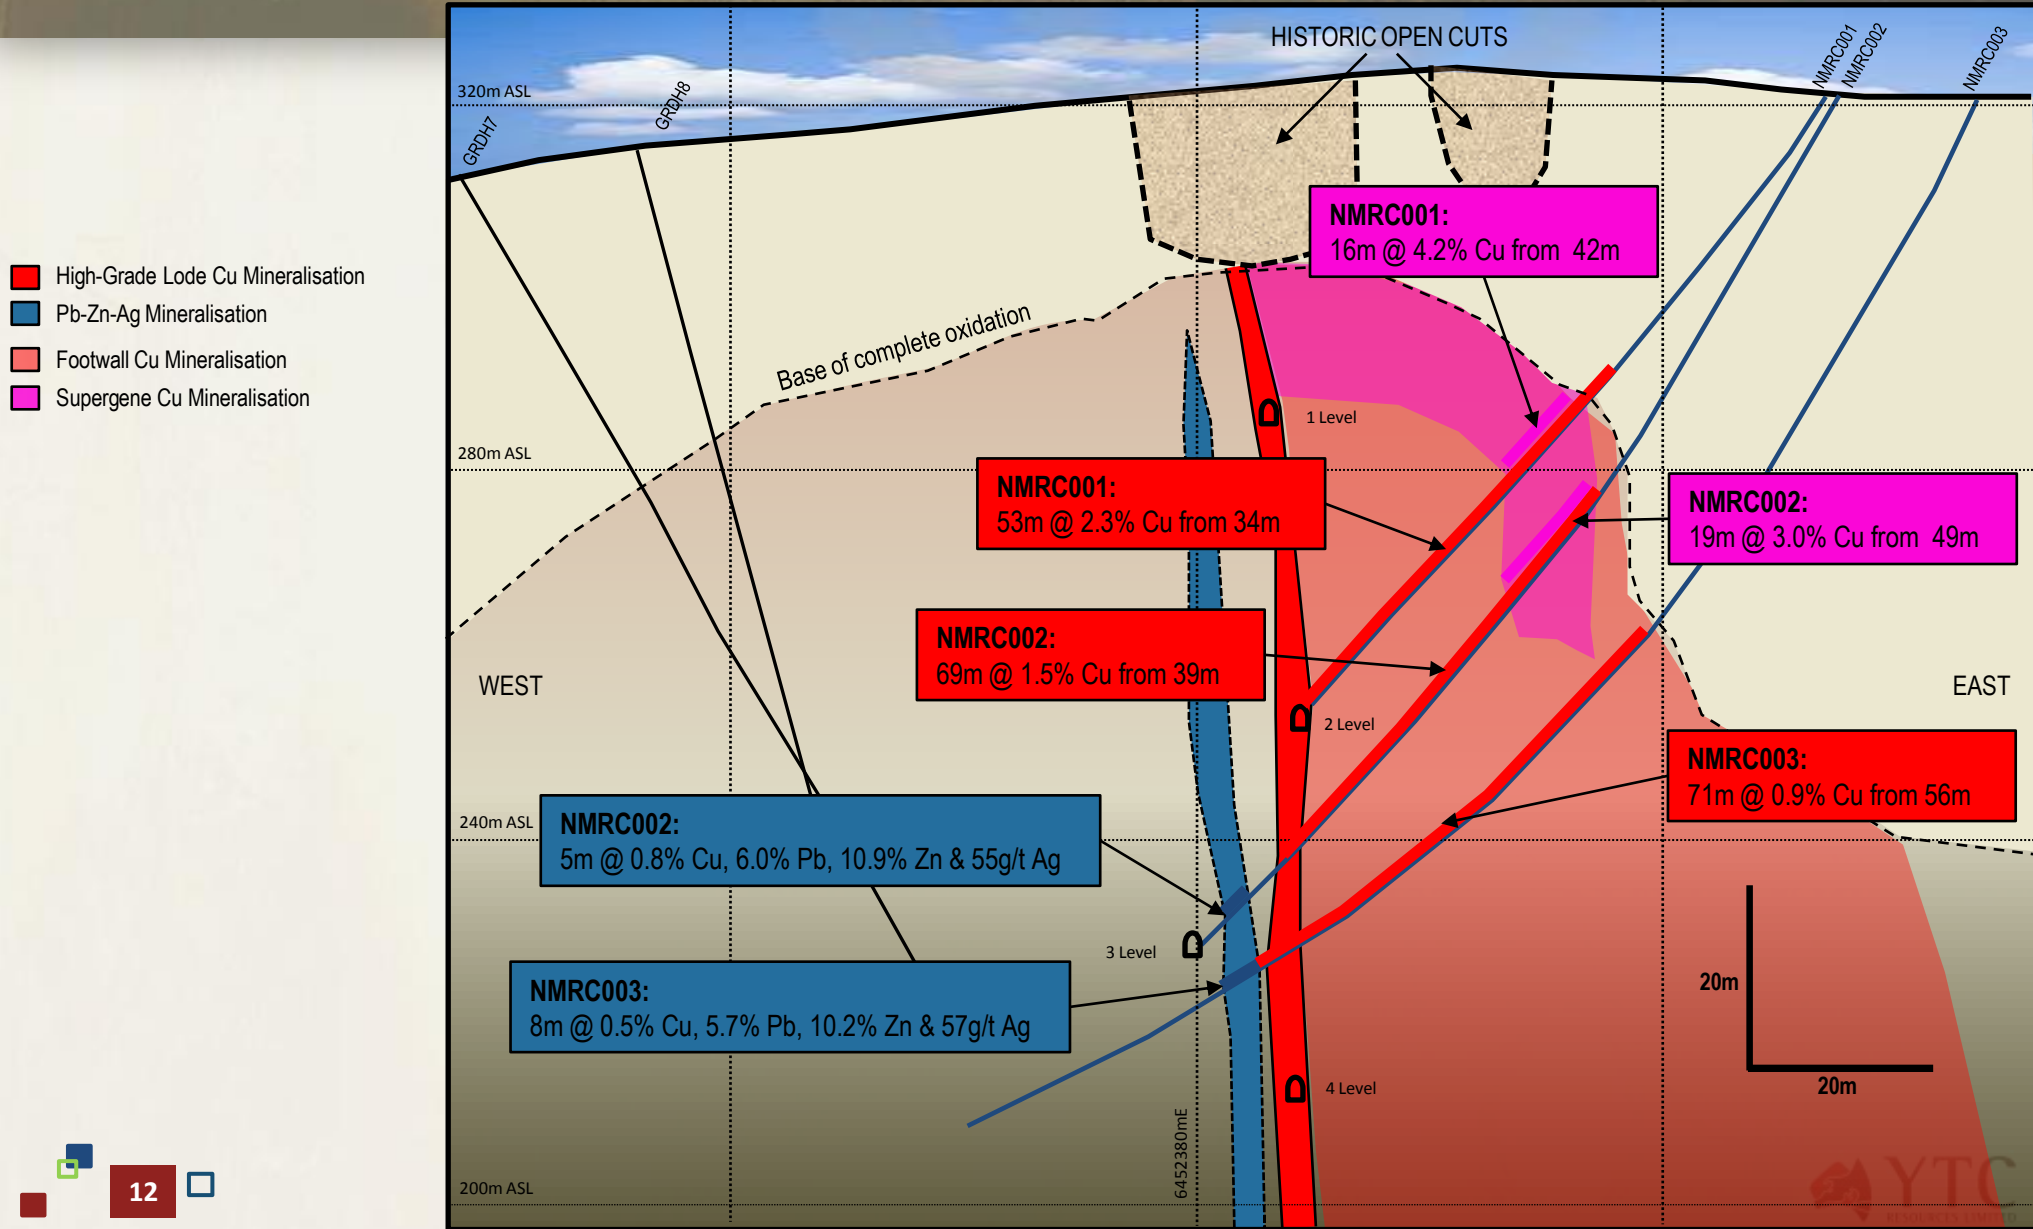 HISTORIC OPEN CUTS
NMRC001
NMRC002
NMRC003
320m ASL
GRDH8
GRDH7
NMRC001:
16m @ 4.2% Cu from 42m
High-Grade Lode Cu Mineralisation
Pb-Zn-Ag Mineralisation
Footwall Cu Mineralisation
Supergene Cu Mineralisation
Base of complete oxidation
1 Level
280m ASL
NMRC001:
53m @ 2.3% Cu from 34m
NMRC002:
19m @ 3.0% Cu from 49m
NMRC002:
69m @ 1.5% Cu from 39m
WEST
EAST
2 Level
NMRC003:
71m @ 0.9% Cu from 56m
240m ASL
NMRC002:
5m @ 0.8% Cu, 6.0% Pb, 10.9% Zn & 55g/t Ag
3 Level
NMRC003:
8m @ 0.5% Cu, 5.7% Pb, 10.2% Zn & 57g/t Ag
20m
20m
4 Level
6452380mE
200m ASL
12
YTC
RESOURCES LIMITED